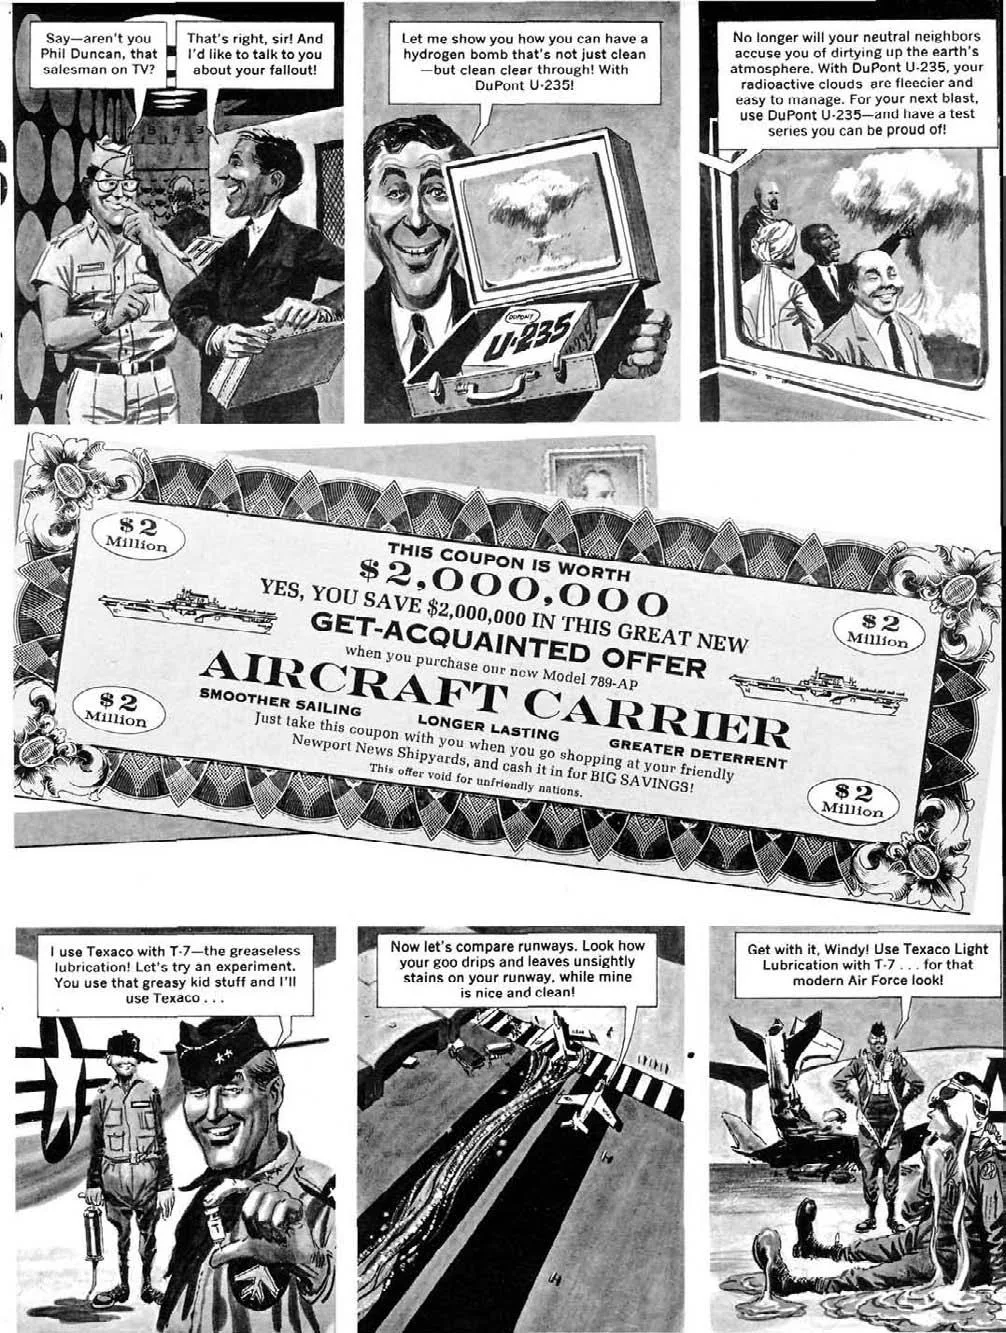 Say—aren't you
Phil Duncan, that
salesman on TV?
That's right, sir! And
I'd like to talk to you
about your fallout!
Let me show you how you can have a
hydrogen bomb that's not just clean
—but clean clear through! With
DuPont U-235!
DUPONT
U-235
No longer will your neutral neighbors
accuse you of dirtying up the earth's
atmosphere. With DuPont U-235, your
radioactive clouds are fleecier and
easy to manage. For your next blast,
use DuPont U-235—and have a test
series you can be proud of!
$2
Million
THIS COUPON IS WORTH
$2,000,000
YES, YOU SAVE $2,000,000 IN THIS GREAT NEW
GET-ACQUAINTED OFFER
when you purchase our new Model 789-AP
AIRCRAFT CARRIER
SMOOTHER SAILING LONGER LASTING GREATER DETERRENT
Just take this coupon with you when you go shopping at your friendly
Newport News Shipyards, and cash it in for BIG SAVINGS!
This offer void for unfriendly nations.
$2
Million
$2
Million
$2
Million
I use Texaco with T-7—the greaseless
lubrication! Let's try an experiment.
You use that greasy kid stuff and I'll
use Texaco . . .
Now let's compare runways. Look how
your goo drips and leaves unsightly
stains on your runway, while mine
is nice and clean!
Get with it, Windy! Use Texaco Light
Lubrication with T-7 . . . for that
modern Air Force look!